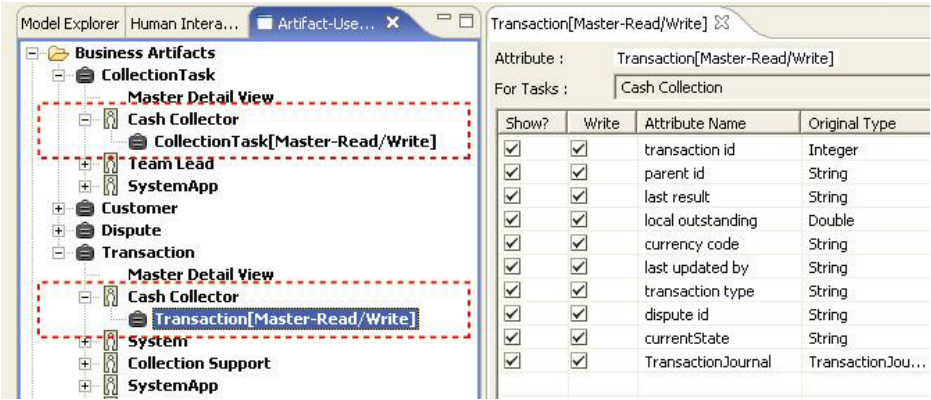 Model Explorer Human Intera... Artifact-Use...
Business Artifacts
CollectionTask
Master Detail View
Cash Collector
CollectionTask[Master-Read/Write]
Team Lead
SystemApp
Customer
Dispute
Transaction
Master Detail View
Cash Collector
Transaction[Master-Read/Write]
System
Collection Support
SystemApp
Transaction[Master-Read/Write]
Attribute : Transaction[Master-Read/Write]
For Tasks : Cash Collection
Show? Write Attribute Name Original Type
transaction id Integer
parent id String
last result String
local outstanding Double
currency code String
last updated by String
transaction type String
dispute id String
currentState String
TransactionJournal TransactionJou...